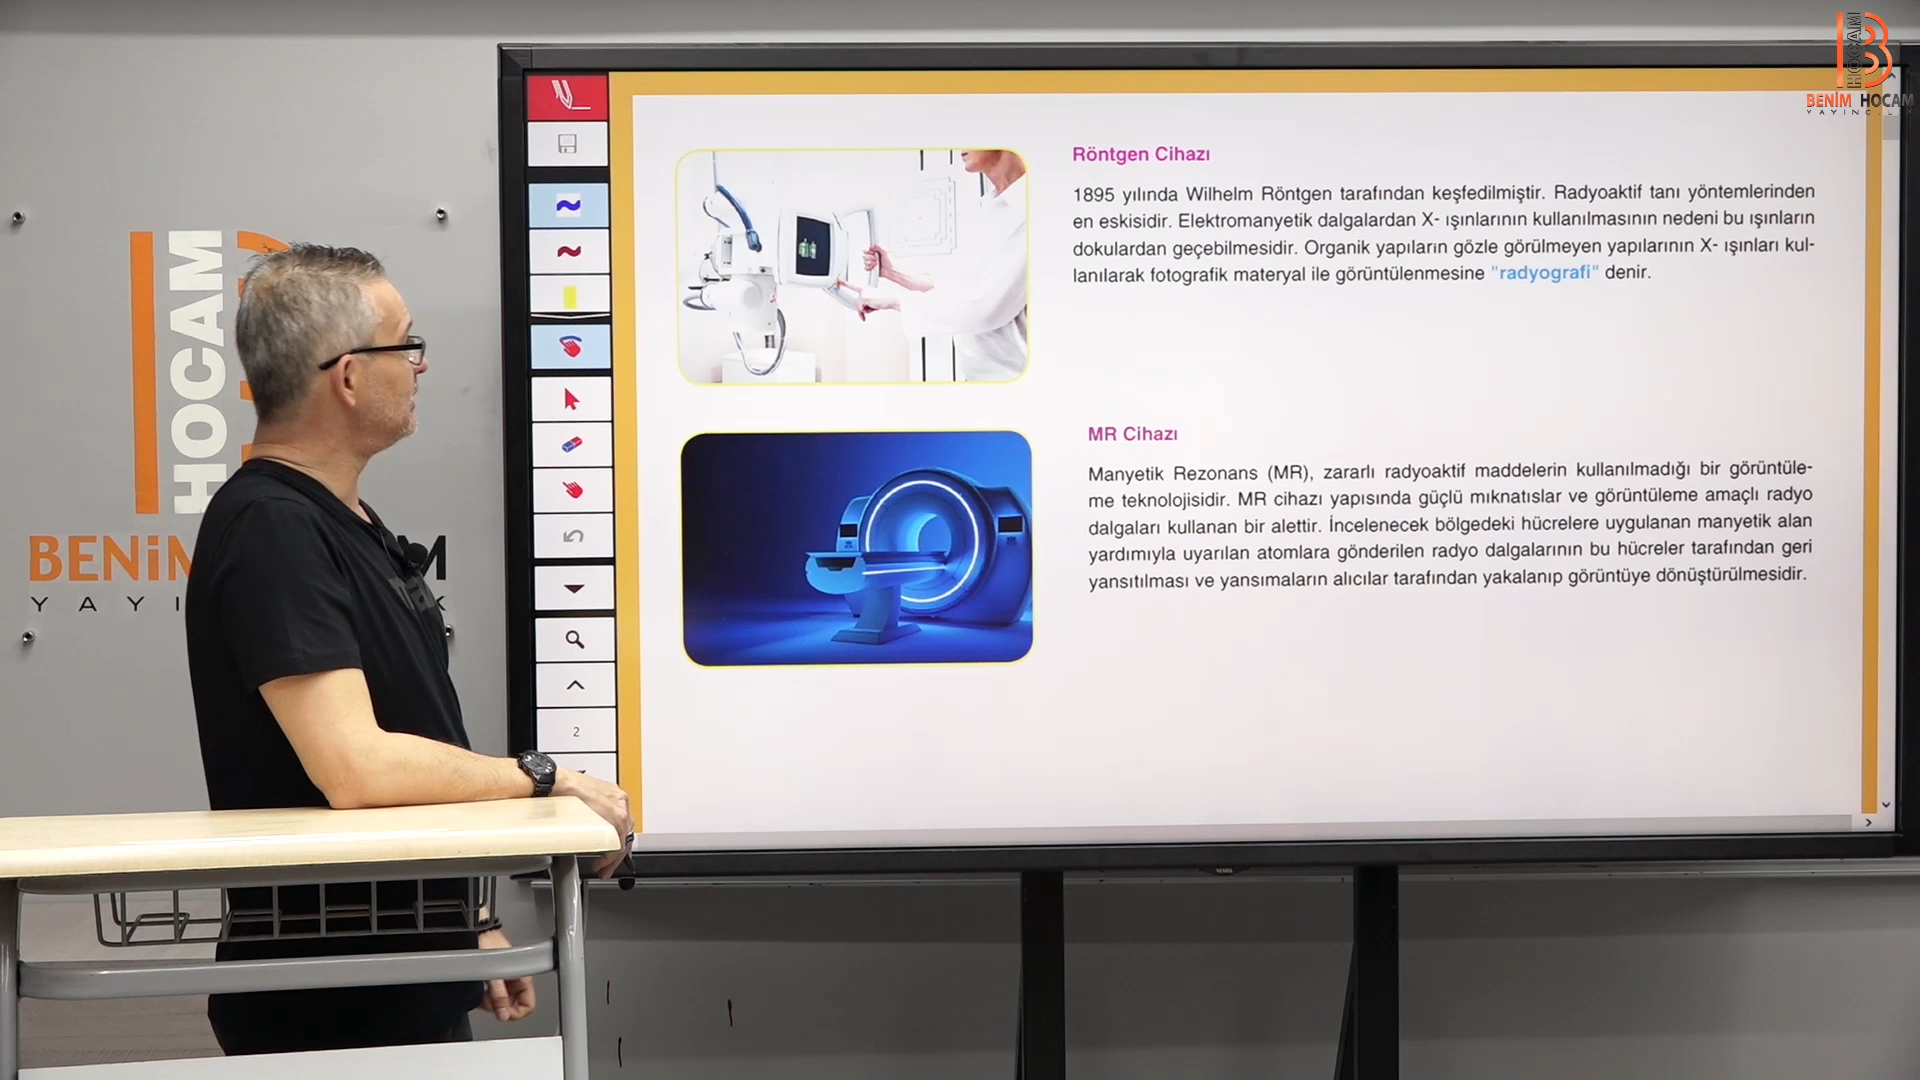 HOCAM
B
BENİM HOCAM
YAYINCILIK
HOCAM
BENİM
M
YAYI
K
Röntgen Cihazı
1895 yılında Wilhelm Röntgen tarafından keşfedilmiştir. Radyoaktif tanı yöntemlerinden
en eskisidir. Elektromanyetik dalgalardan X- ışınlarının kullanılmasının nedeni bu ışınların
dokulardan geçebilmesidir. Organik yapıların gözle görülmeyen yapılarının X- ışınları kul-
lanılarak fotografik materyal ile görüntülenmesine "radyografi" denir.
MR Cihazı
Manyetik Rezonans (MR), zararlı radyoaktif maddelerin kullanılmadığı bir görüntüle-
me teknolojisidir. MR cihazı yapısında güçlü mıknatıslar ve görüntüleme amaçlı radyo
dalgaları kullanan bir alettir. İncelenecek bölgedeki hücrelere uygulanan manyetik alan
yardımıyla uyarılan atomlara gönderilen radyo dalgalarının bu hücreler tarafından geri
yansıtılması ve yansımaların alıcılar tarafından yakalanıp görüntüye dönüştürülmesidir.
2